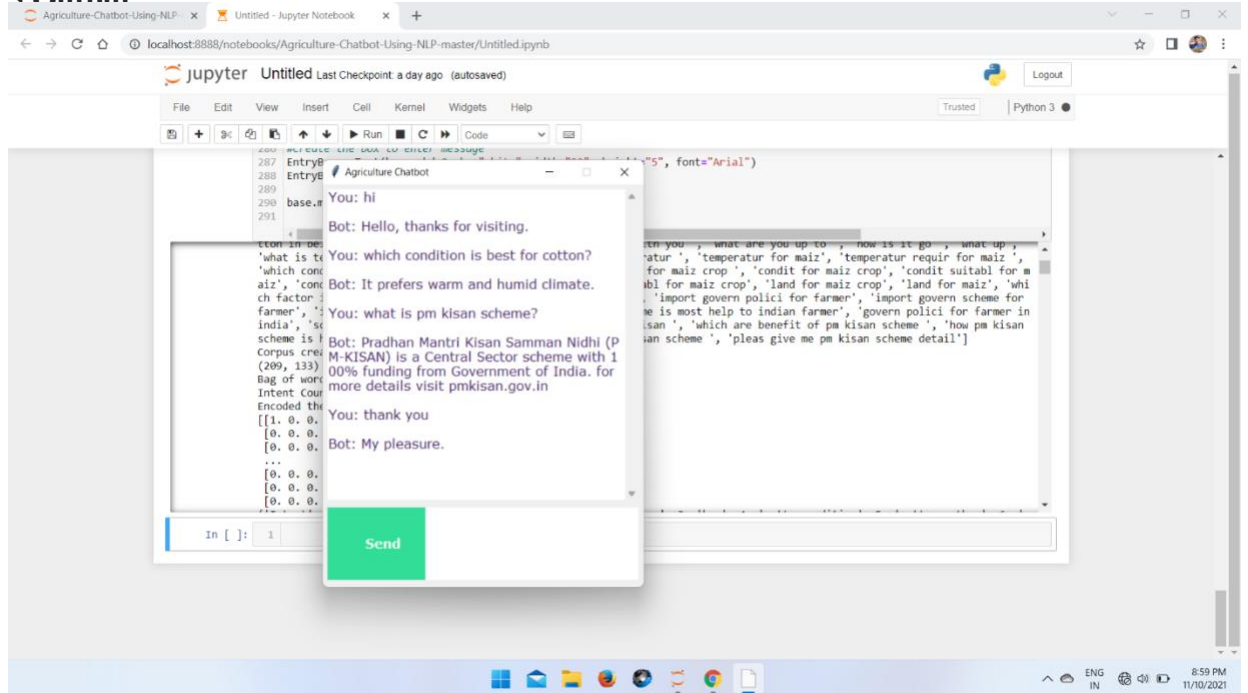 Agriculture-Chatbot-Using-NLP-
Untitled - Jupyter Notebook
localhost:8888/notebooks/Agriculture-Chatbot-Using-NLP-master/Untitled.ipynb
jupyter Untitled Last Checkpoint: a day ago (autosaved)
Logout
File Edit View Insert Cell Kernel Widgets Help
Trusted Python 3
Run Code
286 #Create the box to enter message
287 EntryB "5", font="Arial")
288 EntryB
289
290 base.m
291
Agriculture Chatbot
You: hi
Bot: Hello, thanks for visiting.
You: which condition is best for cotton?
Bot: It prefers warm and humid climate.
You: what is pm kisan scheme?
Bot: Pradhan Mantri Kisan Samman Nidhi (P
M-KISAN) is a Central Sector scheme with 1
00% funding from Government of India. for
more details visit pmkisan.gov.in
You: thank you
Bot: My pleasure.
Send
tton in be th you ', 'what are you up to ', 'how is it go ', 'what up ',
'what is te ratur ', 'temperatur for maiz', 'temperatur requir for maiz ',
'which cond for maiz crop ', 'condit for maiz crop', 'condit suitabl for m
aiz', 'cond abl for maiz crop', 'land for maiz crop', 'land for maiz', 'whi
ch factor 'import govern polici for farmer', 'import govern scheme for
farmer', ' e is most help to indian farmer', 'govern polici for farmer in
india', 'sc isan ', 'which are benefit of pm kisan scheme ', 'how pm kisan
scheme is h san scheme ', 'pleas give me pm kisan scheme detail']
Corpus crea
(209, 133)
Bag of word
Intent Cour
Encoded the
[[1. 0. 0.
[0. 0. 0.
[0. 0. 0.
...
[0. 0. 0.
[0. 0. 0.
[0. 0. 0.
In [ ]: 1
ENG
IN
8:59 PM
11/10/2021